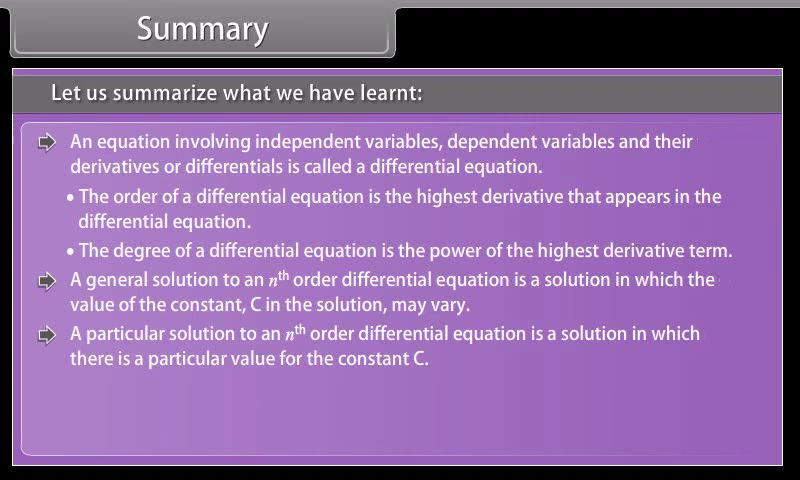 Summary
Let us summarize what we have learnt:
An equation involving independent variables, dependent variables and their
derivatives or differentials is called a differential equation.
• The order of a differential equation is the highest derivative that appears in the
differential equation.
• The degree of a differential equation is the power of the highest derivative term.
A general solution to an nth order differential equation is a solution in which the
value of the constant, C in the solution, may vary.
A particular solution to an nth order differential equation is a solution in which
there is a particular value for the constant C.